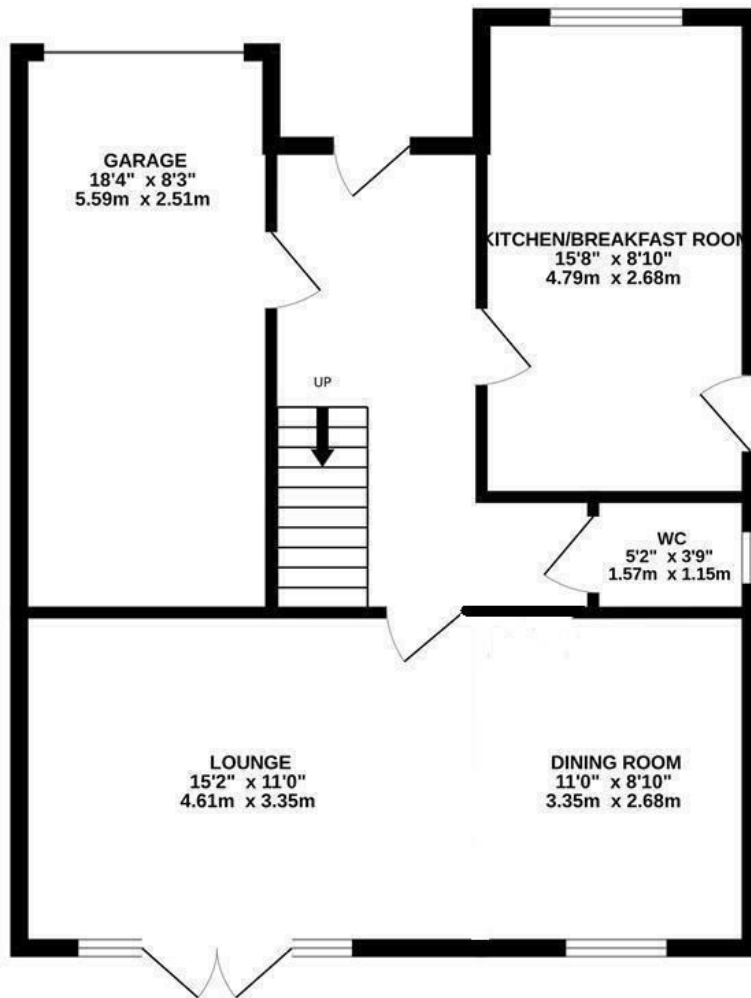 GARAGE
18'4" x 8'3"
5.59m x 2.51m
KITCHEN/BREAKFAST ROOM
15'8" x 8'10"
4.79m x 2.68m
UP
WC
5'2" x 3'9"
1.57m x 1.15m
LOUNGE
15'2" x 11'0"
4.61m x 3.35m
DINING ROOM
11'0" x 8'10"
3.35m x 2.68m